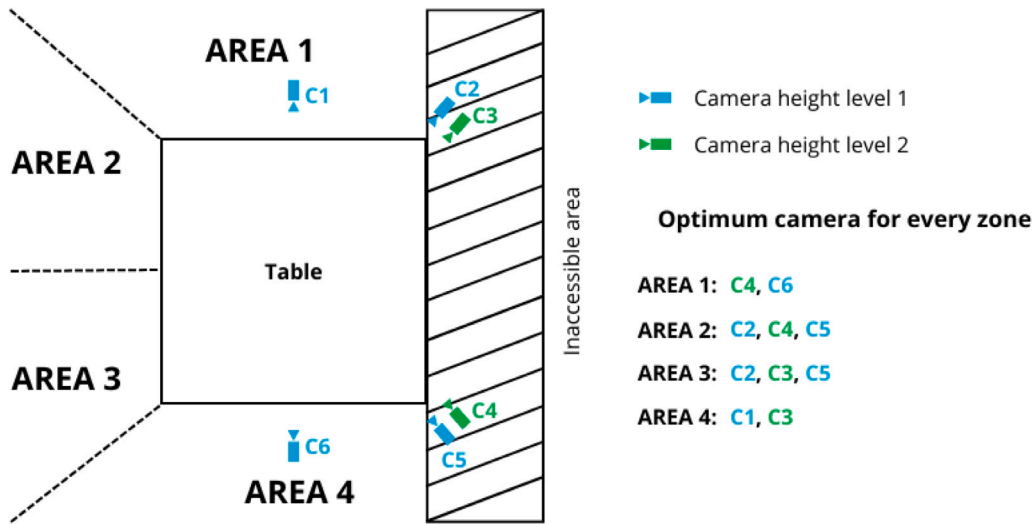 AREA 1
C1
C2
C3
AREA 2
Table
AREA 3
C4
C5
C6
AREA 4
Inaccessible area
Camera height level 1
Camera height level 2
Optimum camera for every zone
AREA 1: C4, C6
AREA 2: C2, C4, C5
AREA 3: C2, C3, C5
AREA 4: C1, C3